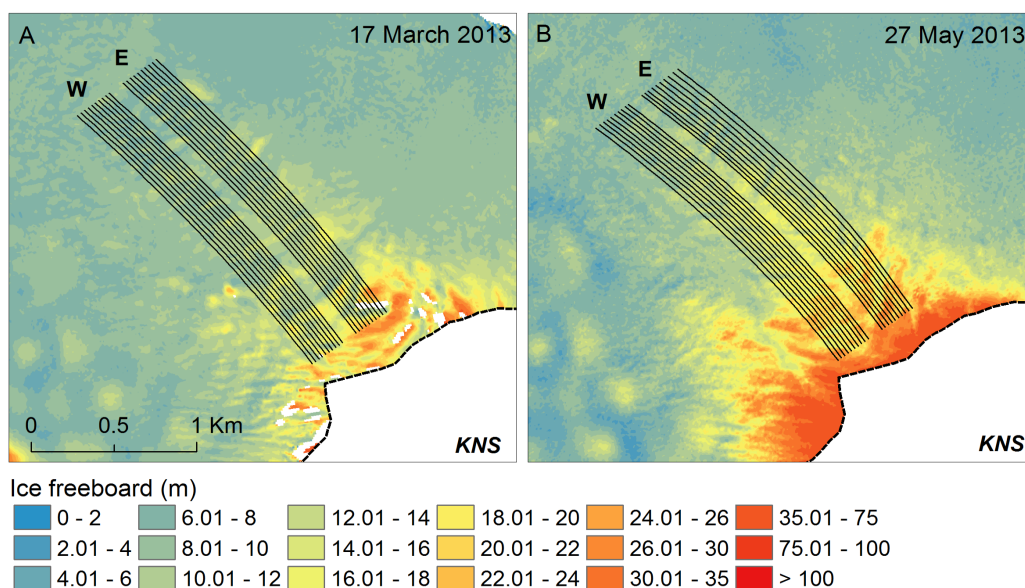 A
17 March 2013
E
W
0 0.5 1 Km
KNS
B
27 May 2013
E
W
KNS
Ice freeboard (m)
0 - 2 6.01 - 8 12.01 - 14 18.01 - 20 24.01 - 26 35.01 - 75
2.01 - 4 8.01 - 10 14.01 - 16 20.01 - 22 26.01 - 30 75.01 - 100
4.01 - 6 10.01 - 12 16.01 - 18 22.01 - 24 30.01 - 35 > 100